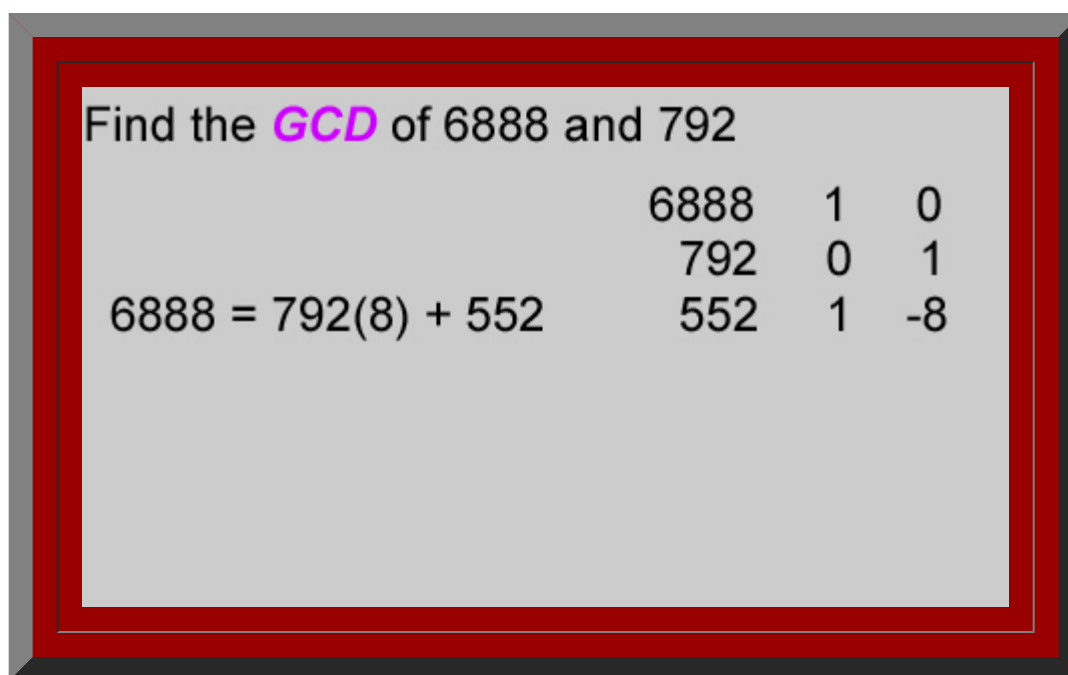 Find the GCD of 6888 and 792
6888 1 0
792 0 1
6888 = 792(8) + 552 552 1 -8